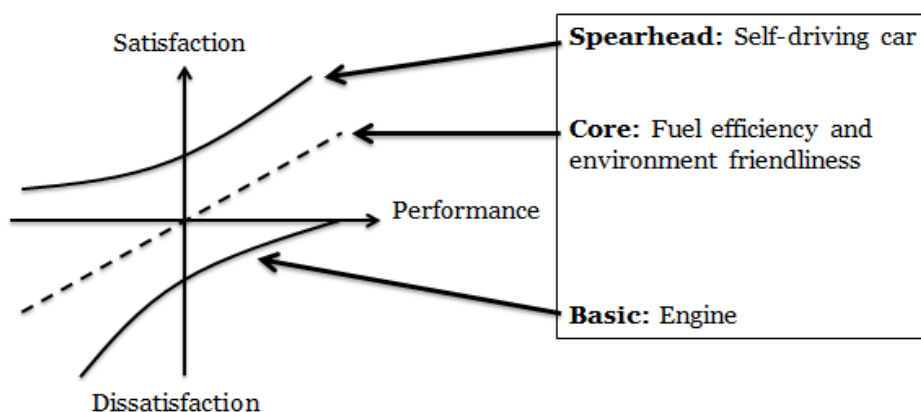 Satisfaction
Spearhead: Self-driving car
Core: Fuel efficiency and
environment friendliness
Performance
Basic: Engine
Dissatisfaction